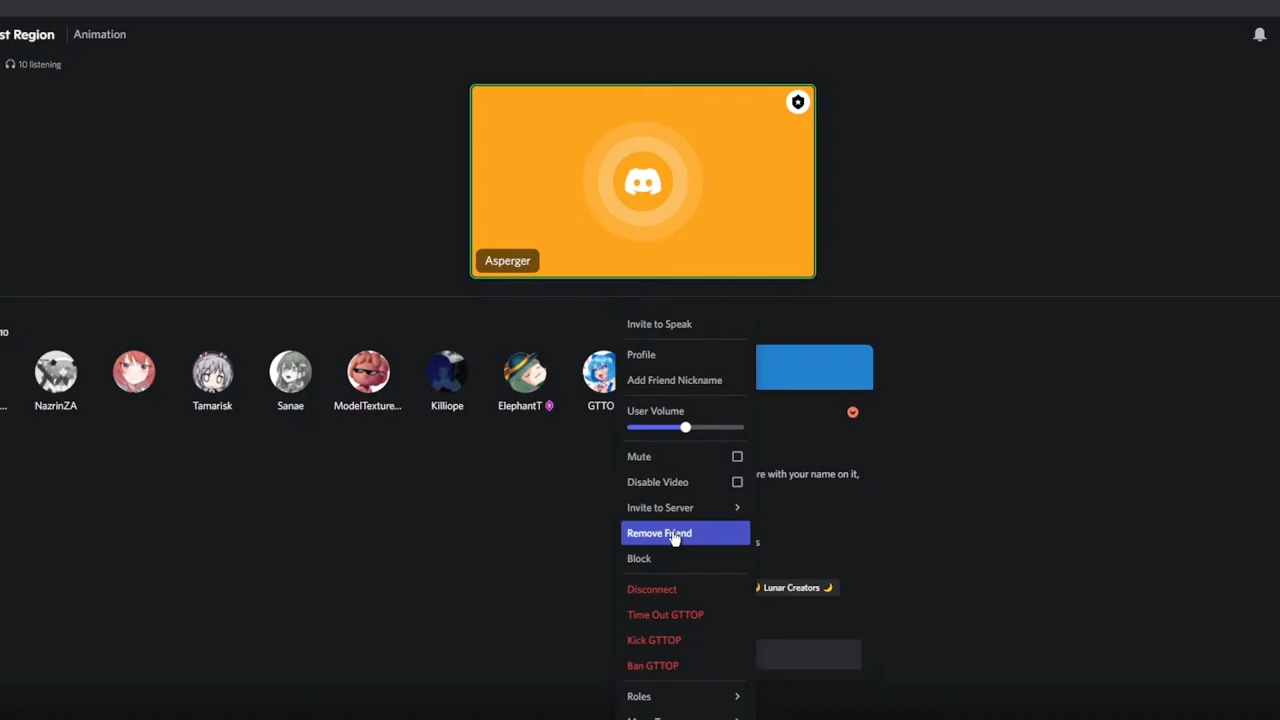 st Region Animation
10 listening
Asperger
10
NazrinZA
Tamarisk
Sanae
ModelTexture...
Killiope
ElephantT
GTTO
Invite to Speak
Profile
Add Friend Nickname
User Volume
Mute
Disable Video
Invite to Server
Remove Friend
Block
Disconnect
Time Out GTTOP
Kick GTTOP
Ban GTTOP
Roles
re with your name on it,
s
Lunar Creators